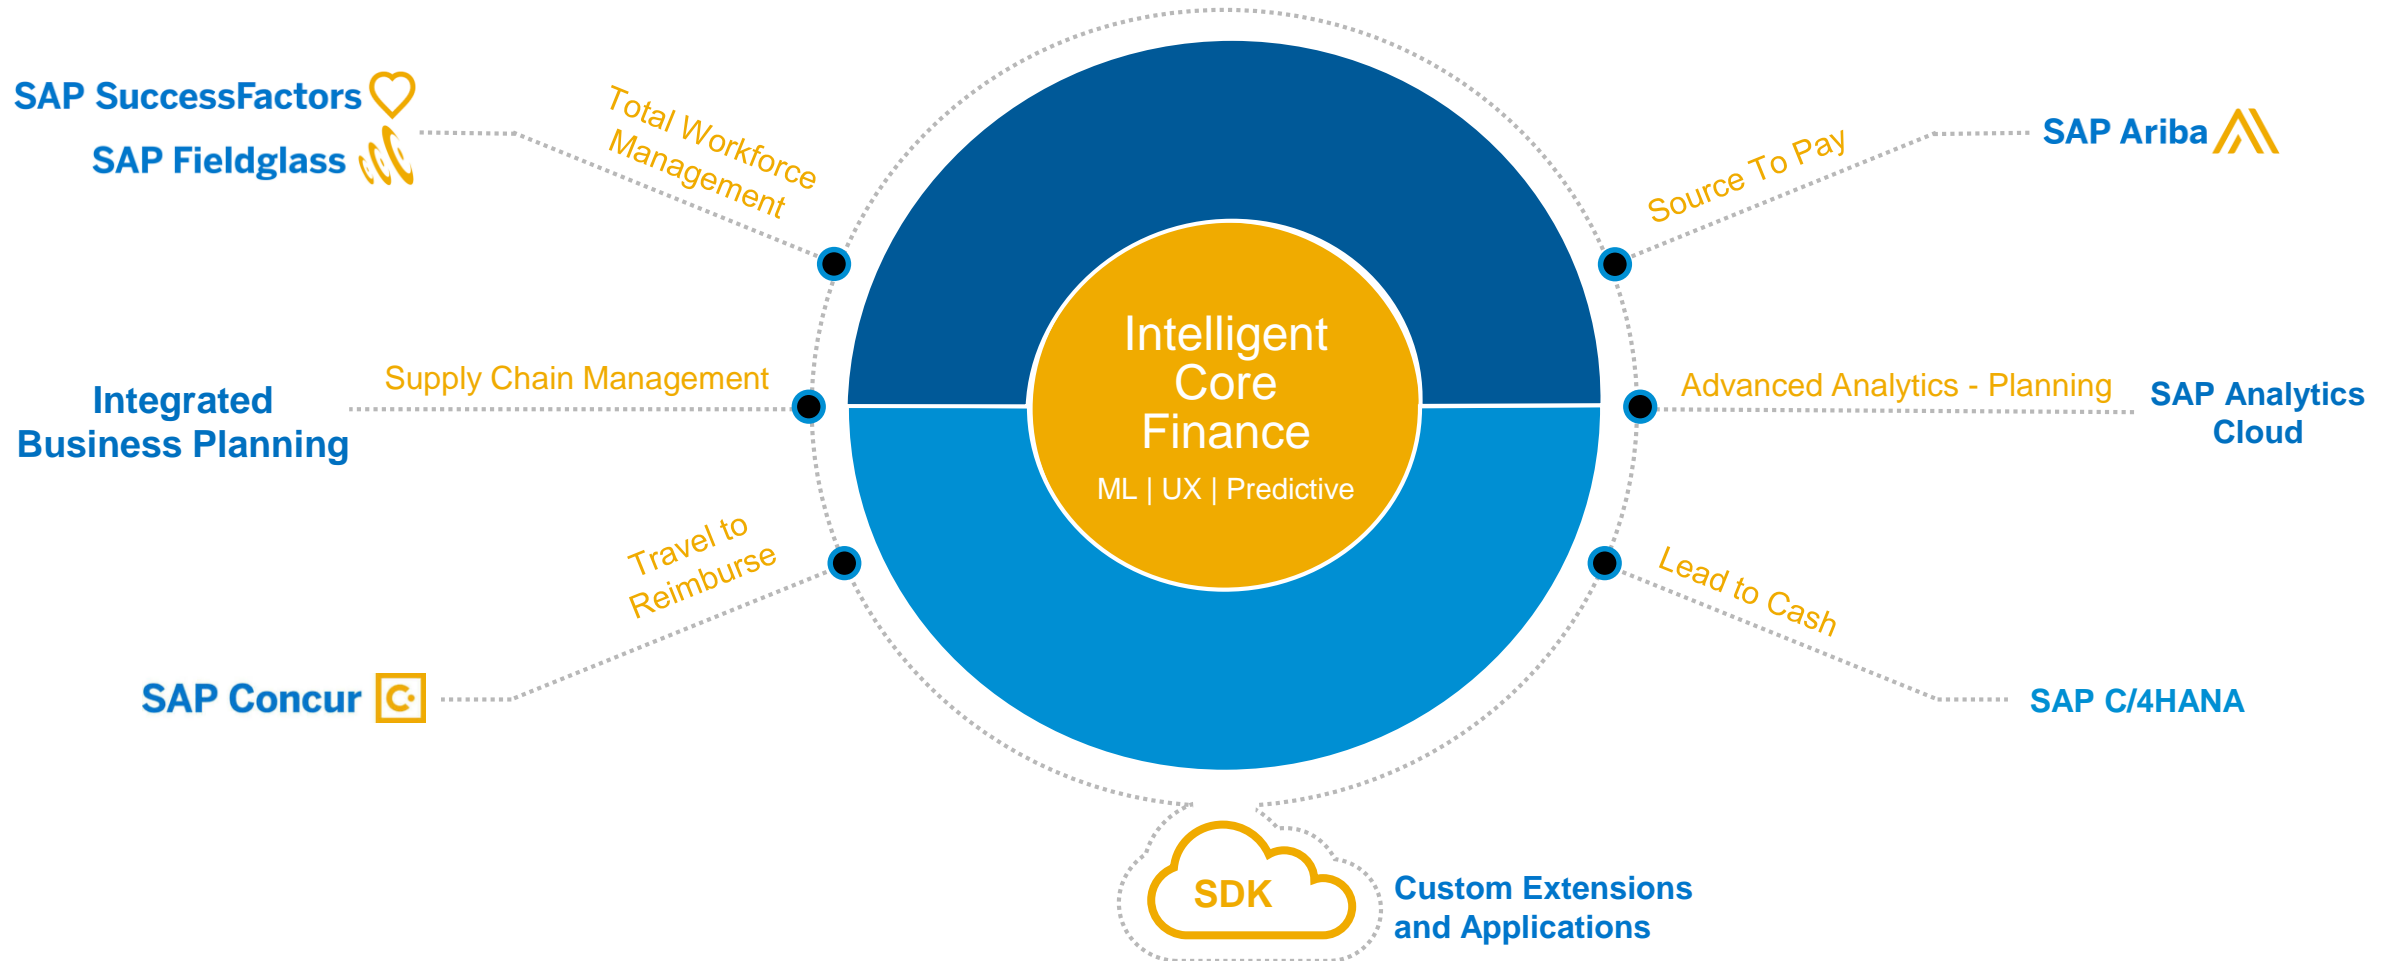 SAP SuccessFactors
SAP Fieldglass
Total Workforce
Management
Integrated
Business Planning
Supply Chain Management
SAP Concur
Travel to
Reimburse
Intelligent
Core
Finance
ML | UX | Predictive
Source To Pay
SAP Ariba
Advanced Analytics - Planning
SAP Analytics
Cloud
Lead to Cash
SAP C/4HANA
SDK
Custom Extensions
and Applications